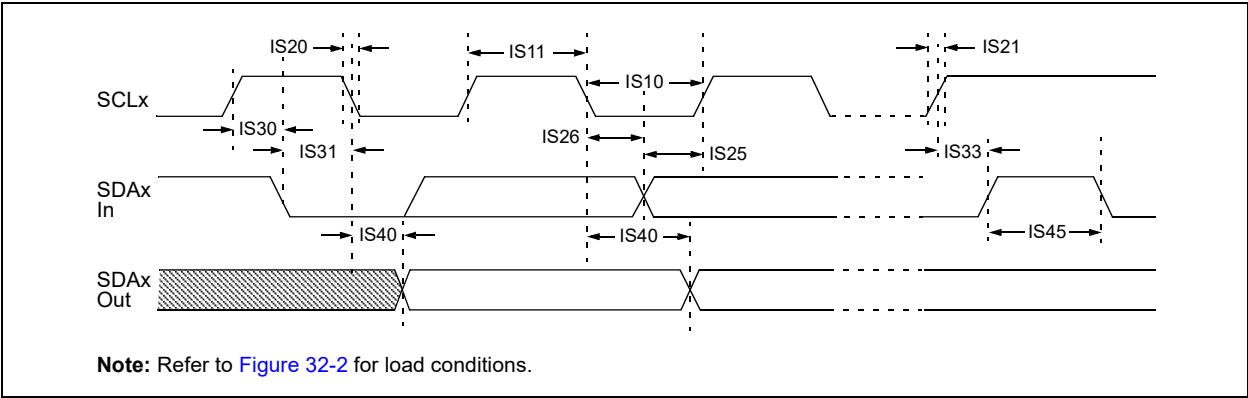 IS20
IS11
IS21
IS10
SCLx
IS30
IS26
IS31
IS25
IS33
SDAx
In
IS40
IS40
IS45
SDAx
Out
Note: Refer to Figure 32-2 for load conditions.